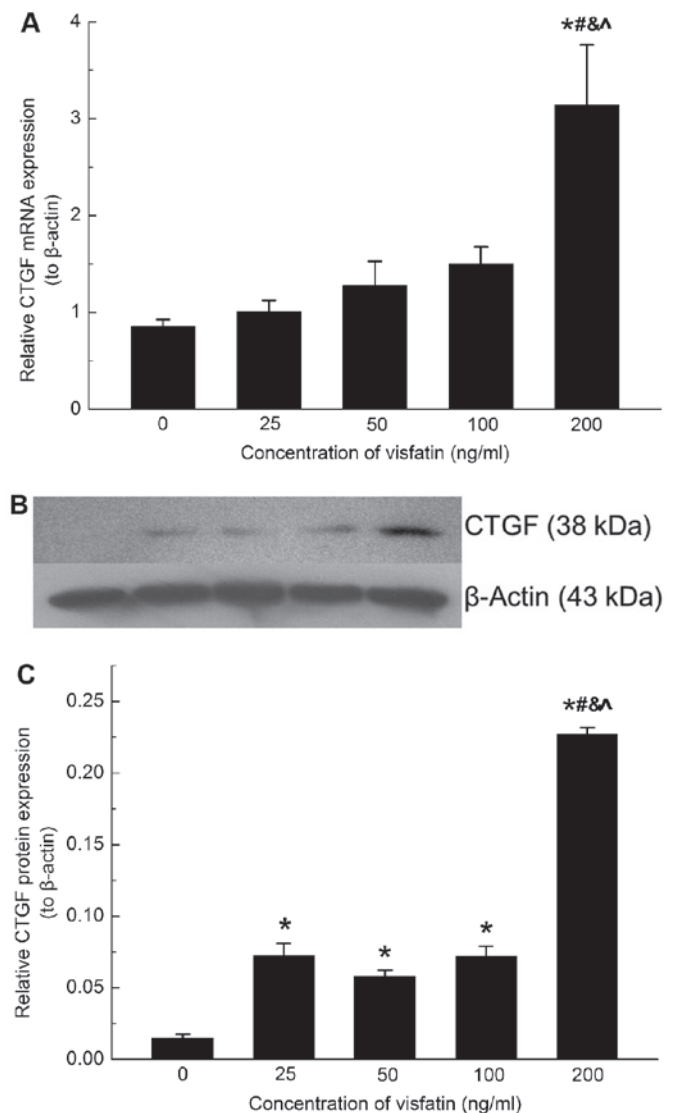 A
4
*#&^
3
2
1
0
Relative CTGF mRNA expression
(to β-actin)
0 25 50 100 200
Concentration of visfatin (ng/ml)
B
CTGF (38 kDa)
β-Actin (43 kDa)
C
0.25
*#&^
0.20
0.15
0.10
0.05
0.00
* * *
Relative CTGF protein expression
(to β-actin)
0 25 50 100 200
Concentration of visfatin (ng/ml)